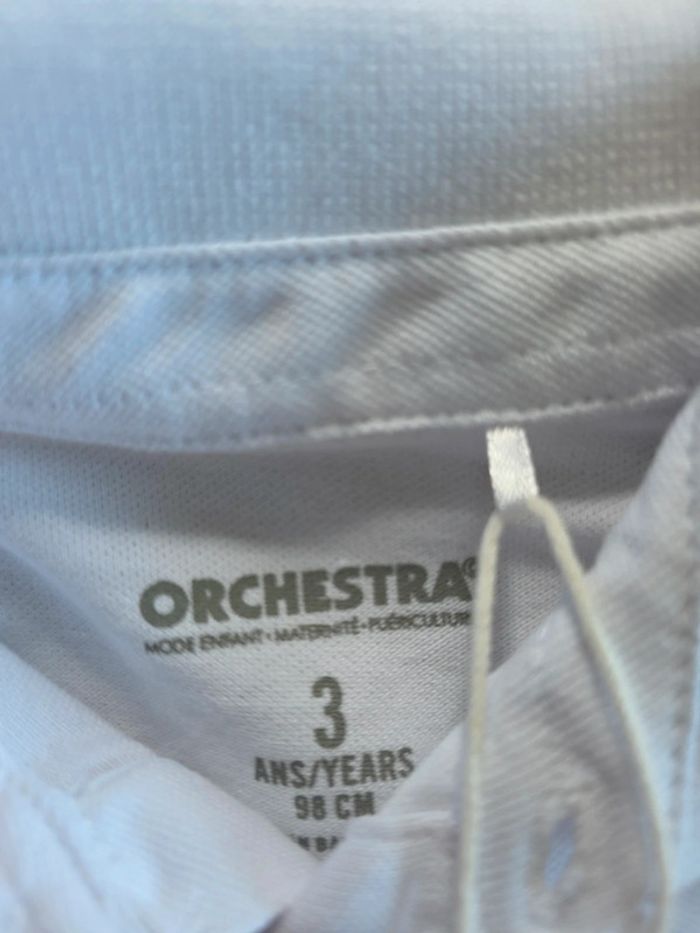 ORCHESTRA
MODE ENFANT • MATERNITÉ • PUÉRICULTURE
3
ANS/YEARS
98 CM